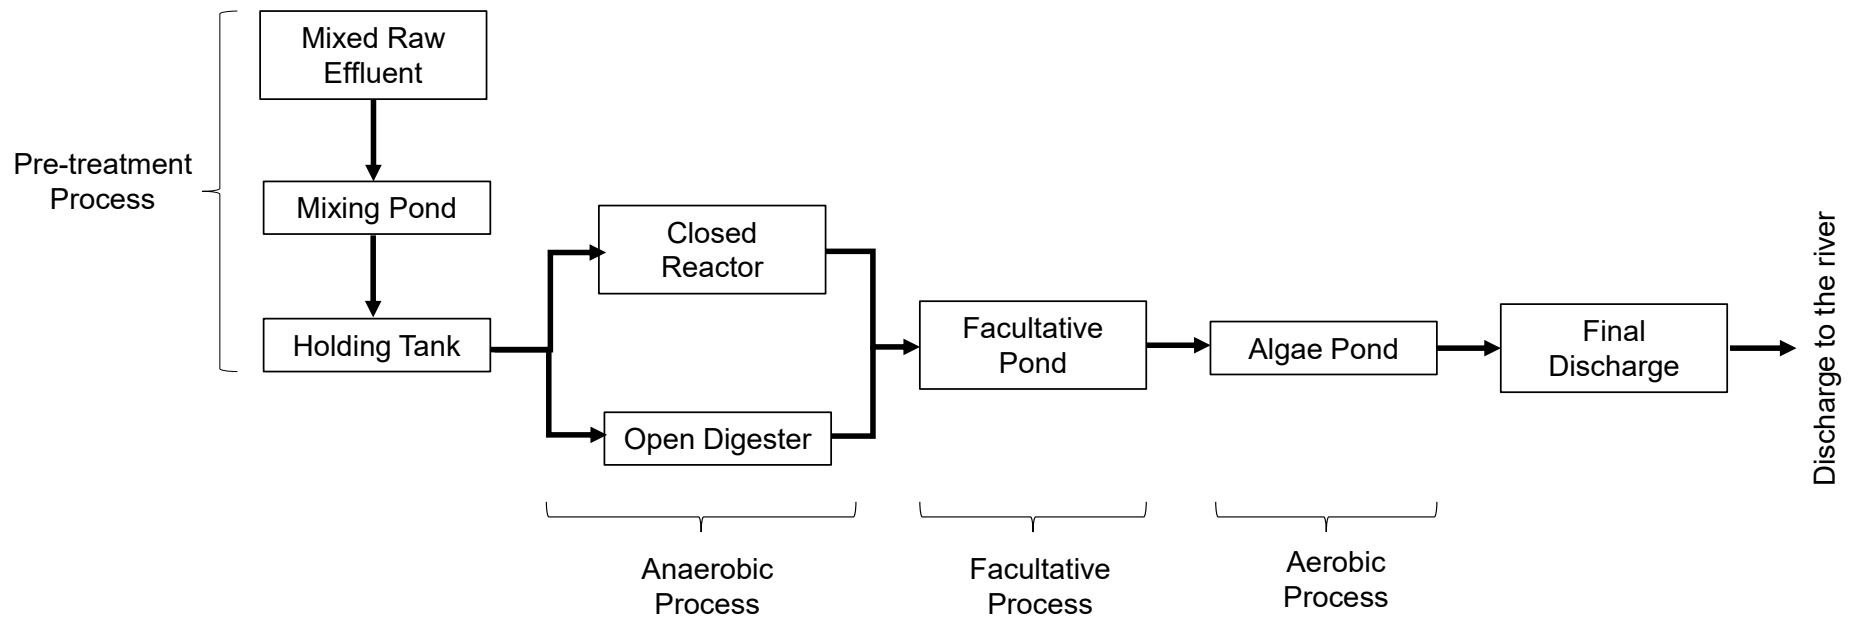 Mixed Raw
Effluent
Pre-treatment
Process
Mixing Pond
Holding Tank
Closed
Reactor
Open Digester
Facultative
Pond
Algae Pond
Final
Discharge
Discharge to the river
Anaerobic
Process
Facultative
Process
Aerobic
Process